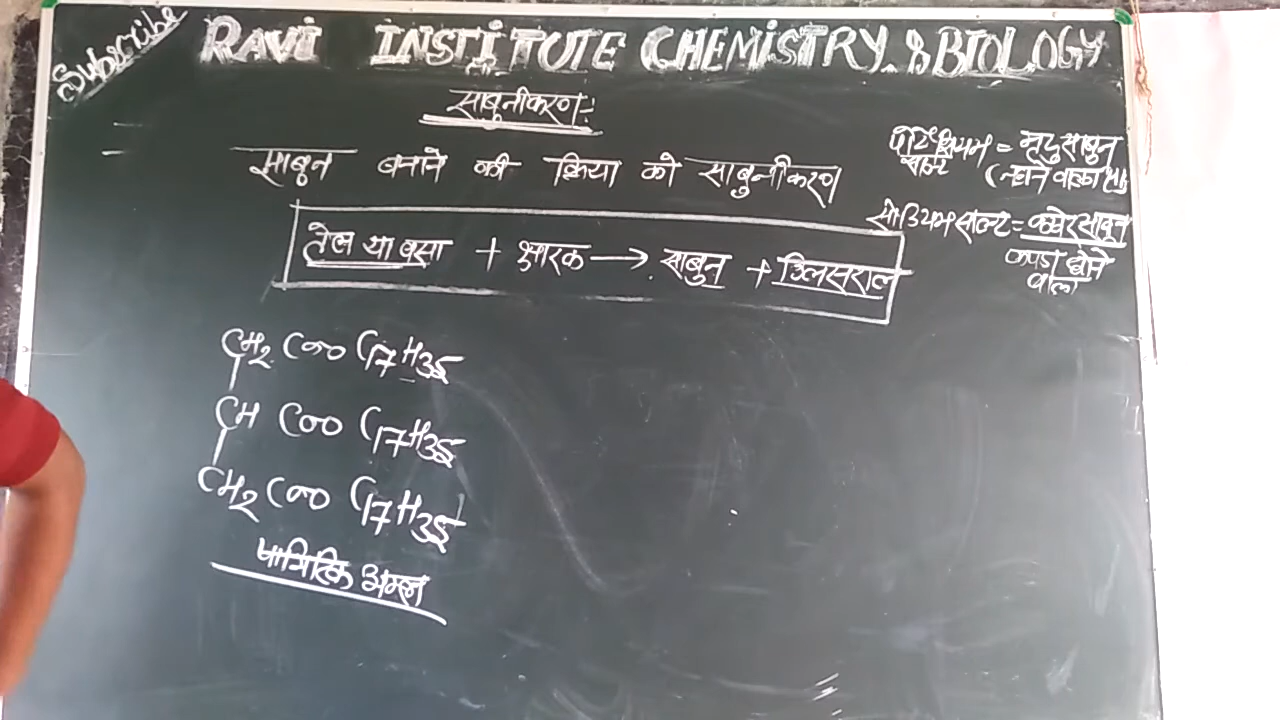 Subscribe
RAVI INSTITUTE CHEMISTRY & BIOLOGY
साबुनीकरण:
साबुन बनाने की क्रिया को साबुनीकरण
पोटेशियम साल्ट = मृदु साबुन
(नहाने वाला
सोडियम साल्ट = कठोर साबुन
कपडा धोने
वाला
तेल या वसा + क्षारक → साबुन + ग्लिसराल
CH2 COO C17H35
CH COO C17H35
CH2 COO C17H35
पामिटिक अम्ल